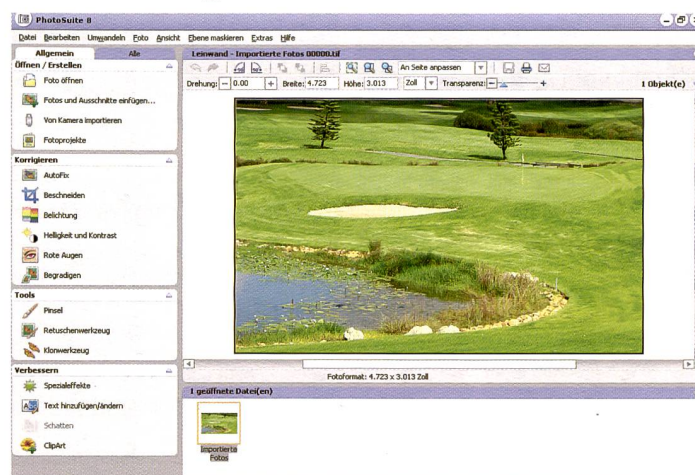 PhotoSuite 8
Datei Bearbeiten Umwandeln Foto Ansicht Ebene maskieren Extras Hilfe
Allgemein Alle
Öffnen / Erstellen
Foto öffnen
Fotos und Ausschnitte einfügen...
Von Kamera importieren
Fotoprojekte
Korrigieren
AutoFix
Beschneiden
Belichtung
Helligkeit und Kontrast
Rote Augen
Begradigen
Tools
Pinsel
Retuschenwerkzeug
Klonwerkzeug
Verbessern
Spezialeffekte
Text hinzufügen/ändern
Schatten
ClipArt
Leinwand - Importierte Fotos 00000.tif
An Seite anpassen
Drehung: 0.00 Breite: 4.723 Höhe: 3.013 Zoll Transparenz: 1 Objekt(e)
Fotoformat: 4.723 x 3.013 Zoll
1 geöffnete Datei(en)
Importierte
Fotos